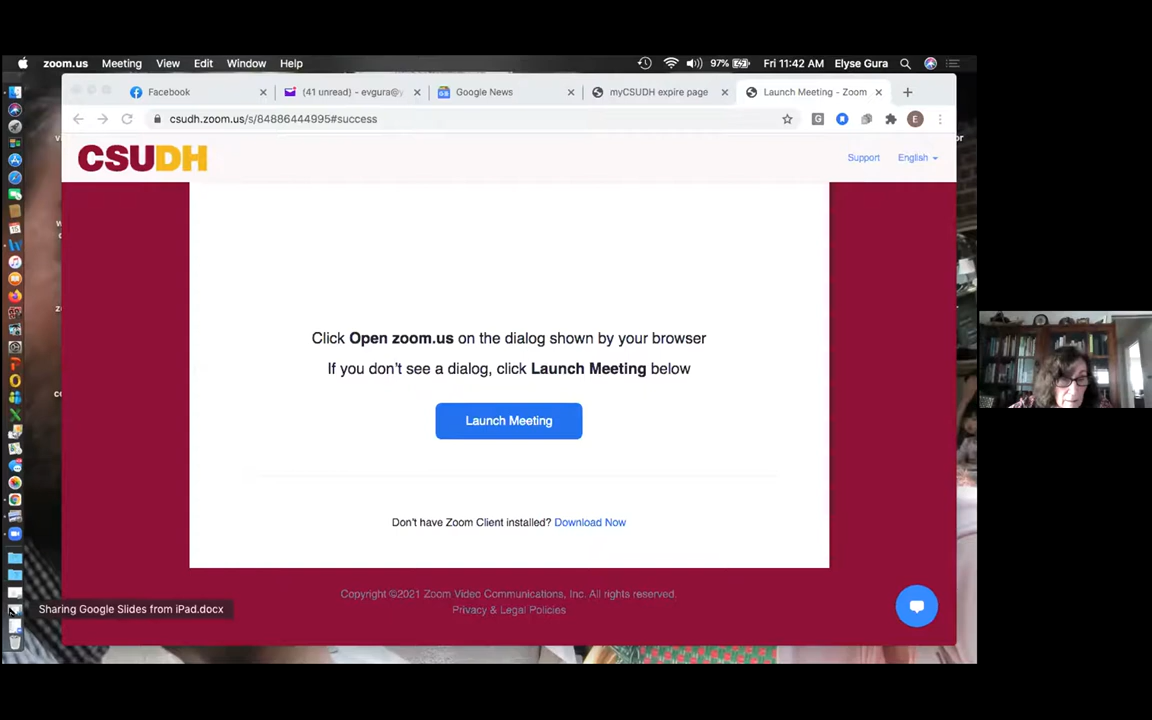 zoom.us Meeting View Edit Window Help 97% Fri 11:42 AM Elyse Gura
Facebook (41 unread) - evgura@y Google News myCSUDH expire page Launch Meeting - Zoom
csudh.zoom.us/s/84886444995#success
CSUDH Support English
Click Open zoom.us on the dialog shown by your browser
If you don't see a dialog, click Launch Meeting below
Launch Meeting
Don't have Zoom Client installed? Download Now
Copyright ©2021 Zoom Video Communications, Inc. All rights reserved.
Privacy & Legal Policies
Sharing Google Slides from iPad.docx